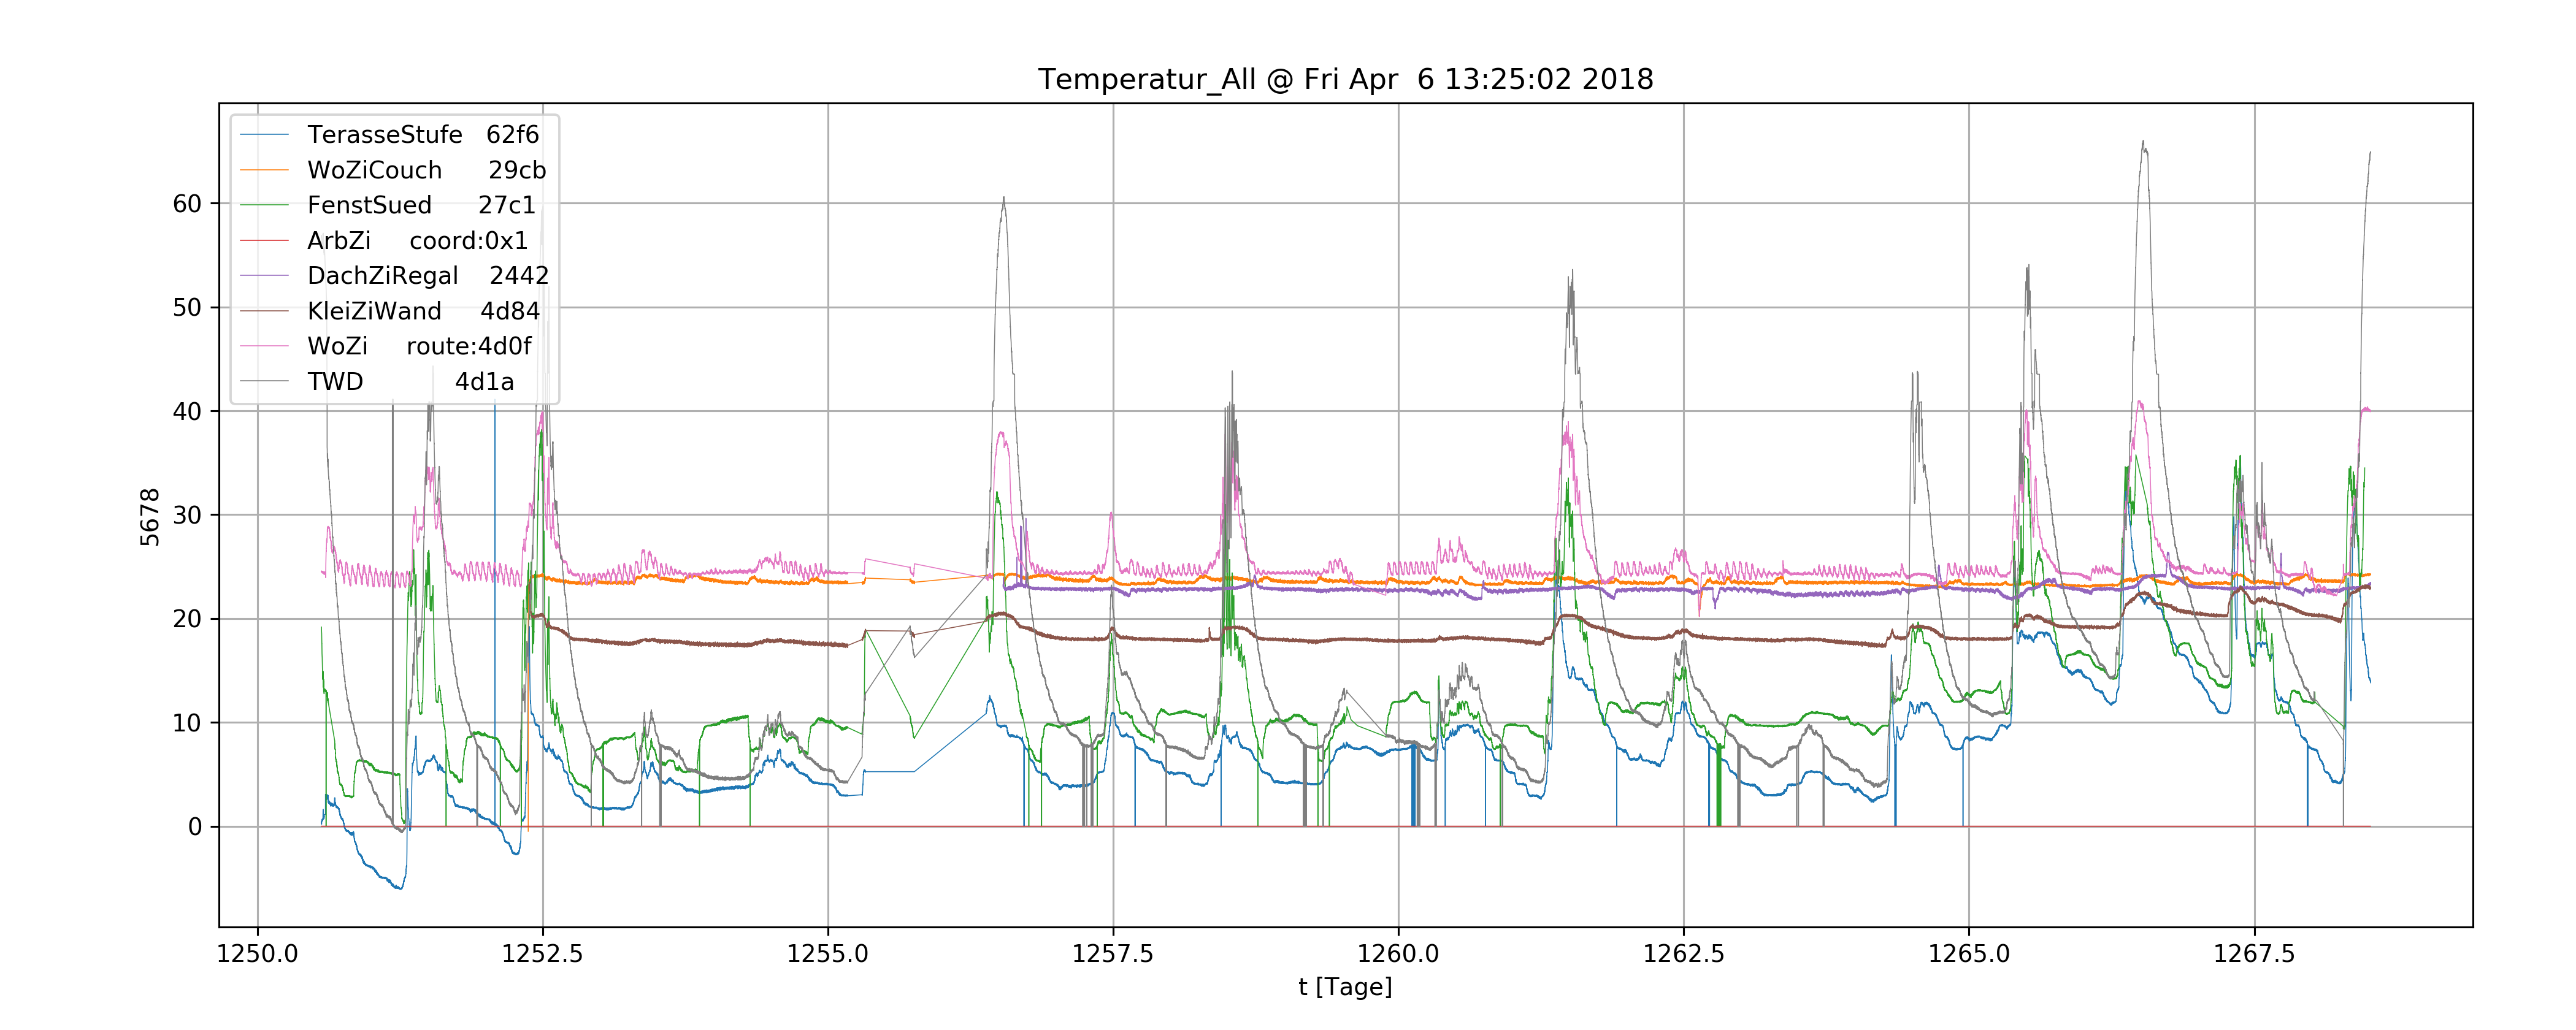 Temperatur_All @ Fri Apr  6 13:25:02 2018
TerasseStufe   62f6
WoZiCouch      29cb
FenstSued      27c1
ArbZi     coord:0x1
DachZiRegal    2442
KleiZiWand     4d84
WoZi     route:4d0f
TWD            4d1a
60
50
40
30
20
10
0
5678
1250.0 1252.5 1255.0 1257.5 1260.0 1262.5 1265.0 1267.5
t [Tage]